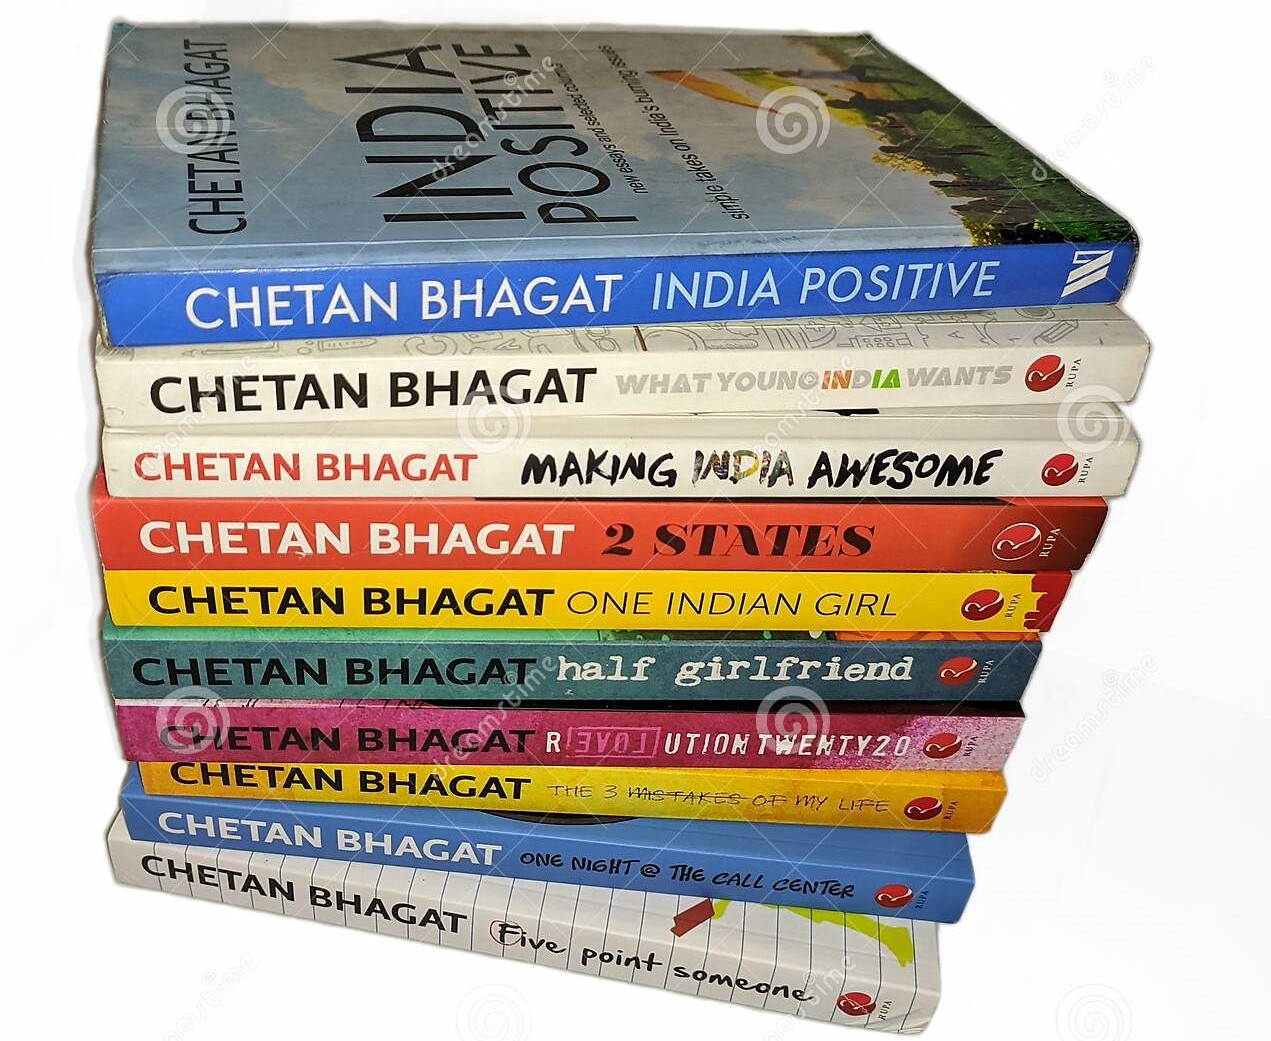 CHETAN BHAGAT
INDIA
POSITIVE
new essays and selected columns
simple takes on India's burning issues
CHETAN BHAGAT INDIA POSITIVE
CHETAN BHAGAT WHAT YOUNG INDIA WANTS RUPA
CHETAN BHAGAT MAKING INDIA AWESOME RUPA
CHETAN BHAGAT 2 STATES RUPA
CHETAN BHAGAT ONE INDIAN GIRL RUPA
CHETAN BHAGAT half girlfriend RUPA
CHETAN BHAGAT REVOLUTION TWENTY20 RUPA
CHETAN BHAGAT THE 3 MISTAKES OF MY LIFE RUPA
CHETAN BHAGAT ONE NIGHT @ THE CALL CENTER RUPA
CHETAN BHAGAT Five point someone RUPA
dreamstime